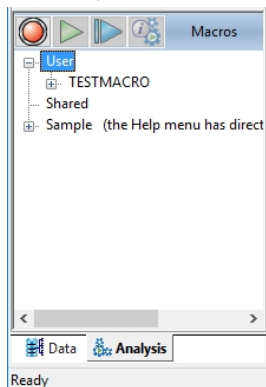 Macros
User
TESTMACRO
Shared
Sample (the Help menu has direct
Data Analysis
Ready